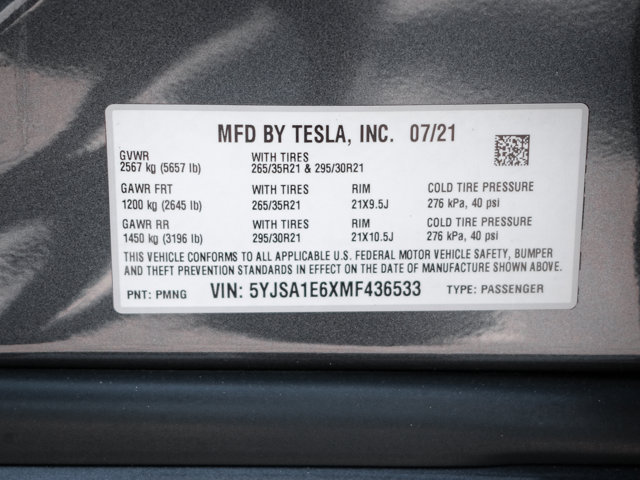 MFD BY TESLA, INC. 07/21
GVWR WITH TIRES
2567 kg (5657 lb) 265/35R21 & 295/30R21
GAWR FRT WITH TIRES RIM COLD TIRE PRESSURE
1200 kg (2645 lb) 265/35R21 21X9.5J 276 kPa, 40 psi
GAWR RR WITH TIRES RIM COLD TIRE PRESSURE
1450 kg (3196 lb) 295/30R21 21X10.5J 276 kPa, 40 psi
THIS VEHICLE CONFORMS TO ALL APPLICABLE U.S. FEDERAL MOTOR VEHICLE SAFETY, BUMPER
AND THEFT PREVENTION STANDARDS IN EFFECT ON THE DATE OF MANUFACTURE SHOWN ABOVE.
PNT: PMNG VIN: 5YJSA1E6XMF436533 TYPE: PASSENGER